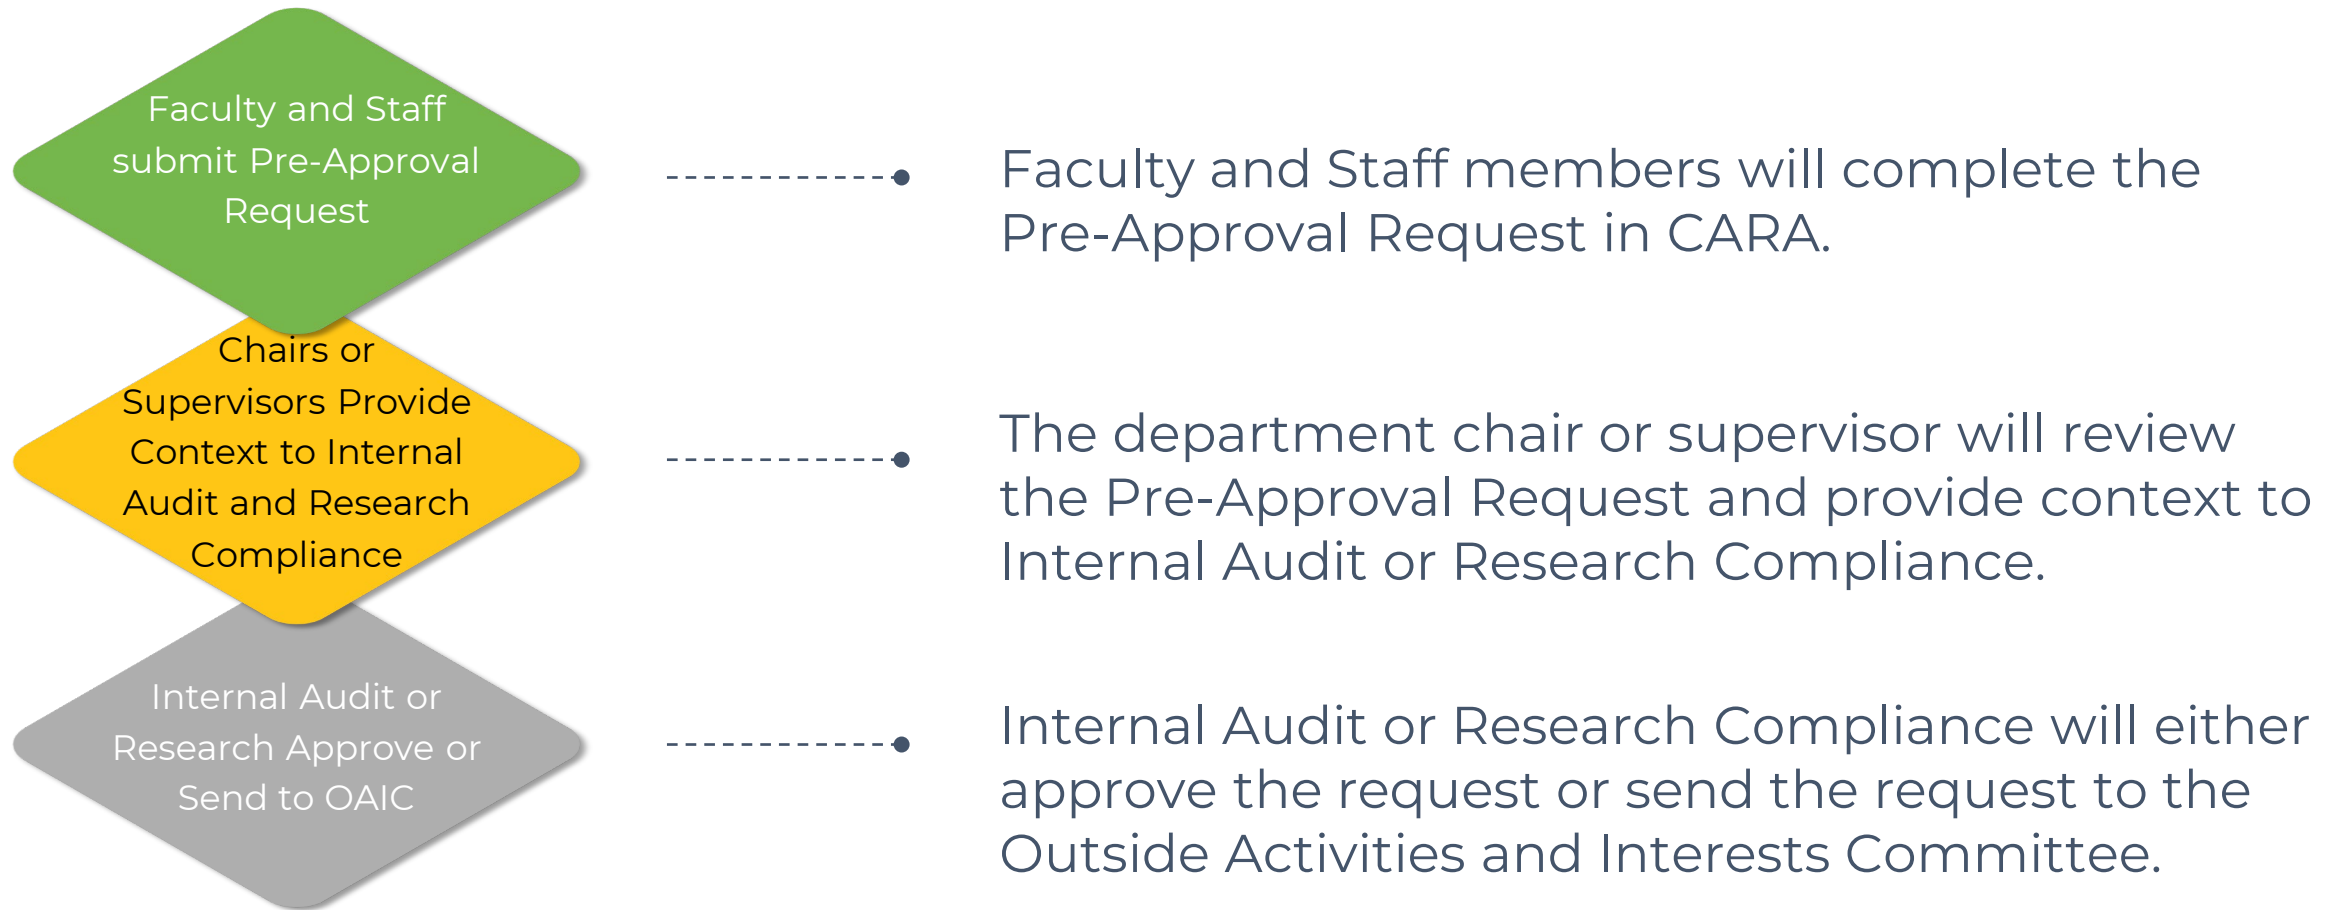 Faculty and Staff
submit Pre-Approval
Request
Faculty and Staff members will complete the
Pre-Approval Request in CARA.
Chairs or
Supervisors Provide
Context to Internal
Audit and Research
Compliance
The department chair or supervisor will review
the Pre-Approval Request and provide context to
Internal Audit or Research Compliance.
Internal Audit or
Research Approve or
Send to OAIC
Internal Audit or Research Compliance will either
approve the request or send the request to the
Outside Activities and Interests Committee.